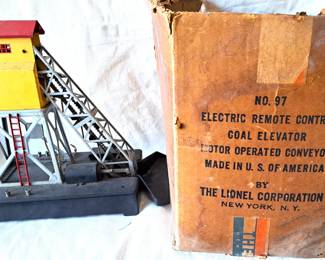 NO. 97
ELECTRIC REMOTE CONTR
COAL ELEVATOR
MOTOR OPERATED CONVEYO
MADE IN U. S. OF AMERICA
BY
THE LIONEL CORPORATION
NEW YORK, N. Y.
THE